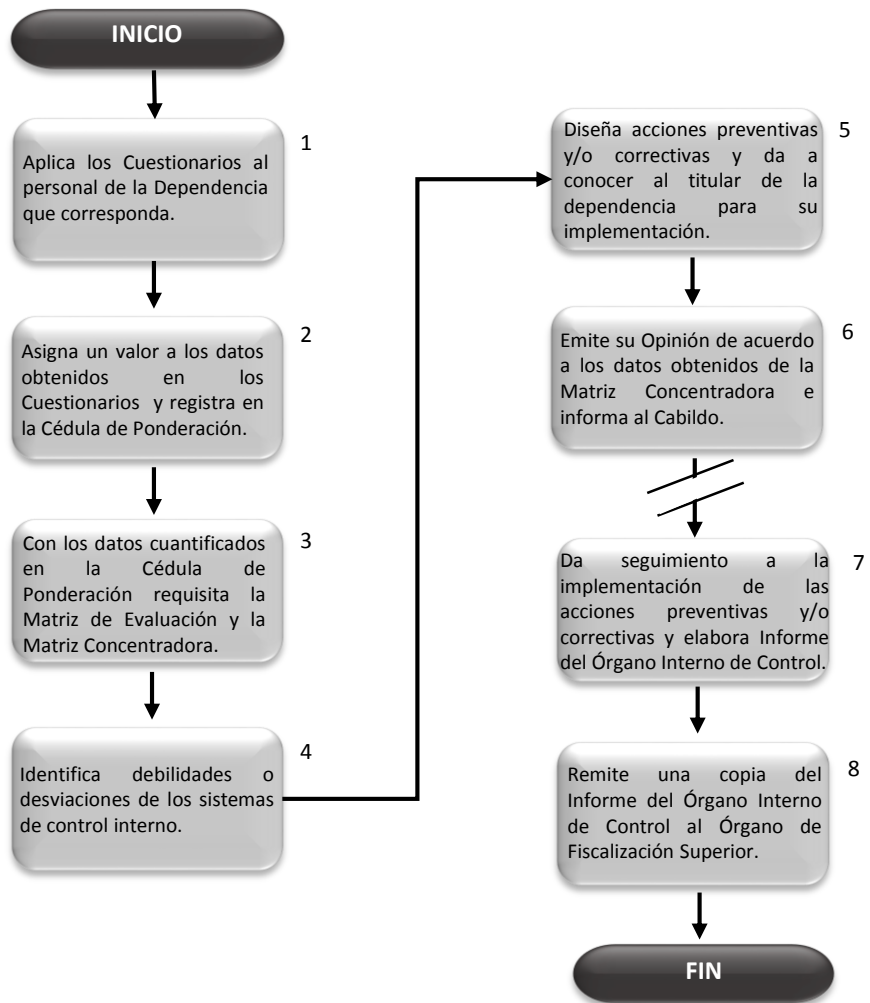 INICIO
1
Aplica los Cuestionarios al
personal de la Dependencia
que corresponda.
2
Asigna un valor a los datos
obtenidos en los
Cuestionarios y registra en
la Cédula de Ponderación.
3
Con los datos cuantificados
en la Cédula de
Ponderación requisita la
Matriz de Evaluación y la
Matriz Concentradora.
4
Identifica debilidades o
desviaciones de los sistemas
de control interno.
5
Diseña acciones preventivas
y/o correctivas y da a
conocer al titular de la
dependencia para su
implementación.
6
Emite su Opinión de acuerdo
a los datos obtenidos de la
Matriz Concentradora e
informa al Cabildo.
7
Da seguimiento a la
implementación de las
acciones preventivas y/o
correctivas y elabora Informe
del Órgano Interno de Control.
8
Remite una copia del
Informe del Órgano Interno
de Control al Órgano de
Fiscalización Superior.
FIN